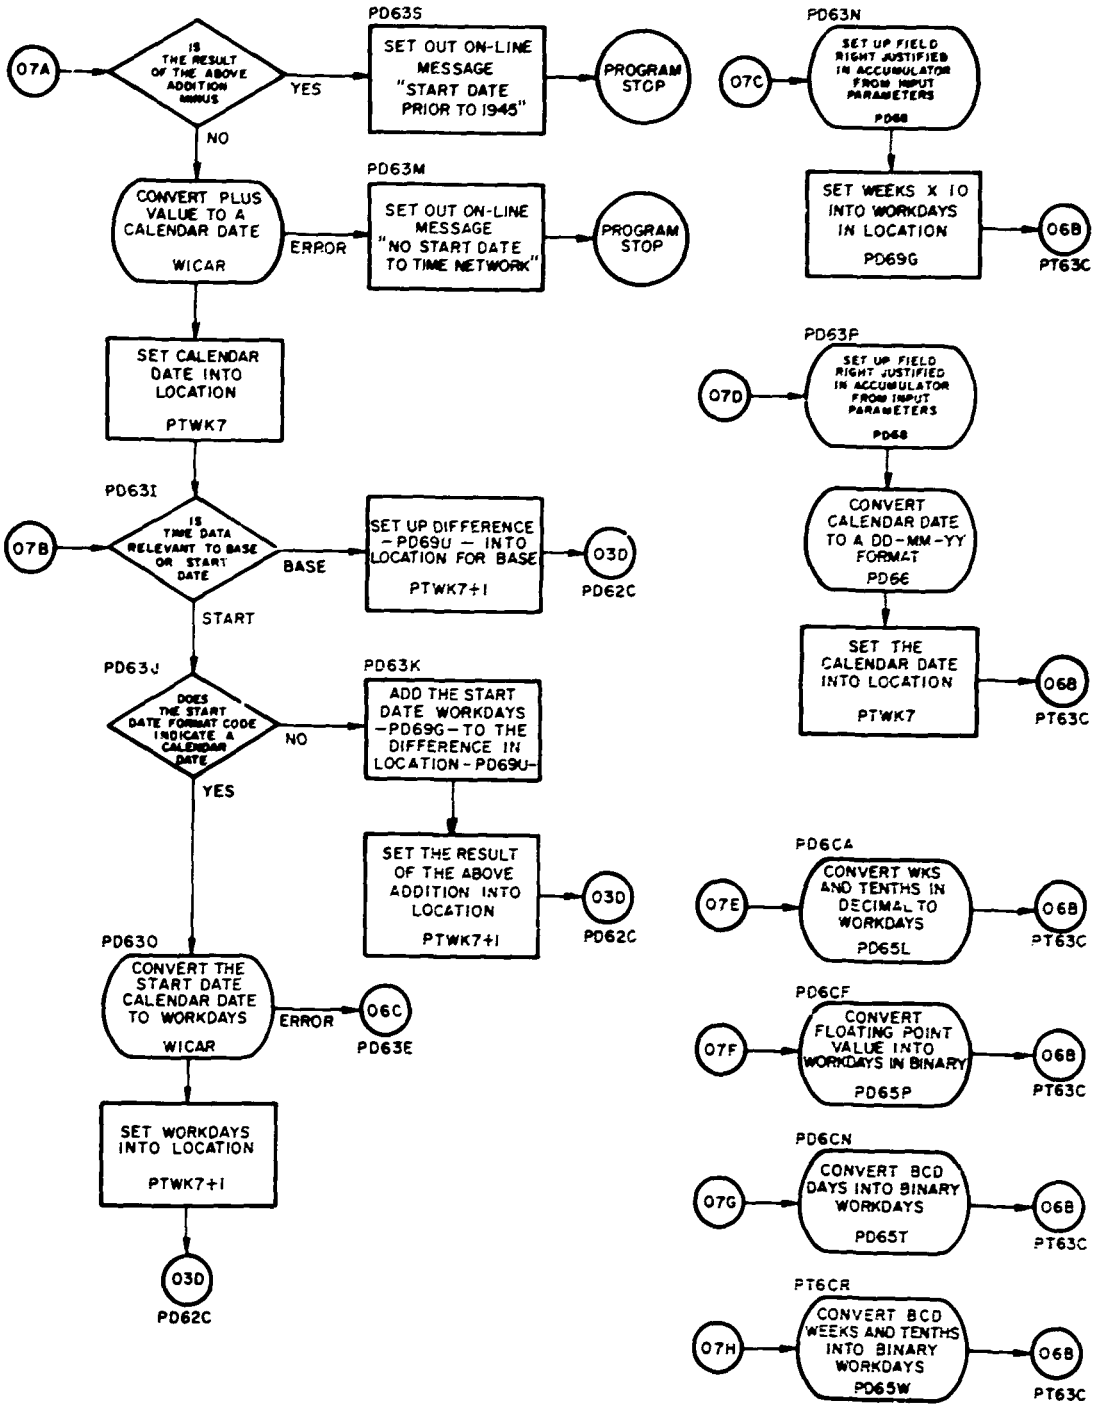 07A
IS
THE RESULT
OF THE ABOVE
ADDITION
MINUS
YES
NO
PD63S
SET OUT ON-LINE
MESSAGE
"START DATE
PRIOR TO 1945"
PROGRAM
STOP
CONVERT PLUS
VALUE TO A
CALENDAR DATE
WICAR
ERROR
PD63M
SET OUT ON-LINE
MESSAGE
"NO START DATE
TO TIME NETWORK"
PROGRAM
STOP
SET CALENDAR
DATE INTO
LOCATION
PTWK7
PD63I
07B
IS
TIME DATA
RELEVANT TO BASE
OR START
DATE
BASE
START
SET UP DIFFERENCE
-PD69U - INTO
LOCATION FOR BASE
PTWK7+1
03D
PD62C
PD63J
DOES
THE START
DATE FORMAT CODE
INDICATE A
CALENDAR
DATE
NO
YES
PD63K
ADD THE START
DATE WORKDAYS
-PD69G-TO THE
DIFFERENCE IN
LOCATION-PD69U-
SET THE RESULT
OF THE ABOVE
ADDITION INTO
LOCATION
PTWK7+1
03D
PD62C
PD63O
CONVERT THE
START DATE
CALENDAR DATE
TO WORKDAYS
WICAR
ERROR
06C
PD63E
SET WORKDAYS
INTO LOCATION
PTWK7+1
03D
PD62C
PD63N
07C
SET UP FIELD
RIGHT JUSTIFIED
IN ACCUMULATOR
FROM INPUT
PARAMETERS
PD68
SET WEEKS X 10
INTO WORKDAYS
IN LOCATION
PD69G
06B
PT63C
PD63P
07D
SET UP FIELD
RIGHT JUSTIFIED
IN ACCUMULATOR
FROM INPUT
PARAMETERS
PD68
CONVERT
CALENDAR DATE
TO A DD-MM-YY
FORMAT
PD66
SET THE
CALENDAR DATE
INTO LOCATION
PTWK7
06B
PT63C
PD6CA
07E
CONVERT WKS
AND TENTHS IN
DECIMAL TO
WORKDAYS
PD65L
06B
PT63C
PD6CF
07F
CONVERT
FLOATING POINT
VALUE INTO
WORKDAYS IN BINARY
PD65P
06B
PT63C
PD6CN
07G
CONVERT BCD
DAYS INTO BINARY
WORKDAYS
PD65T
06B
PT63C
PT6CR
07H
CONVERT BCD
WEEKS AND TENTHS
INTO BINARY
WORKDAYS
PD65W
06B
PT63C